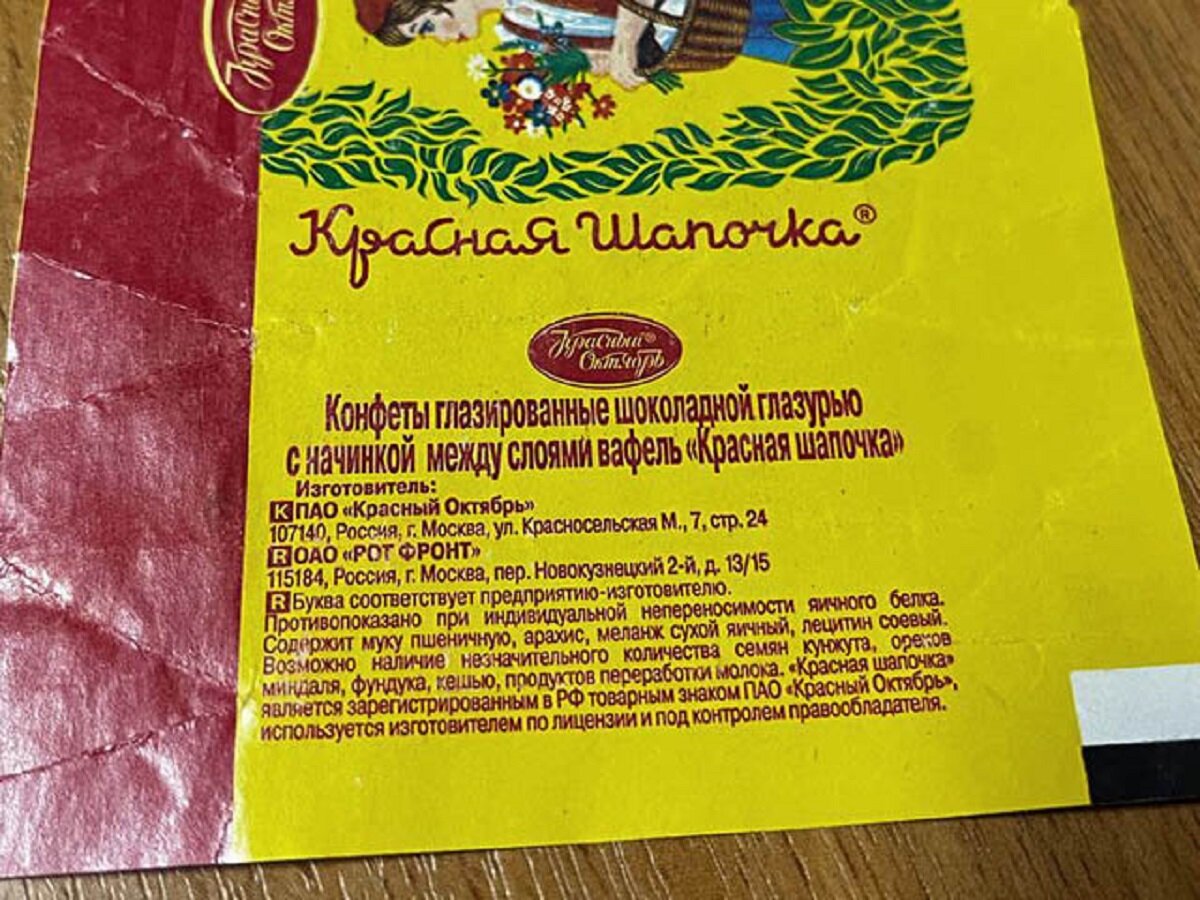 Красный
Октябрь
Красная Шапочка®
Красный®
Октябрь
Конфеты глазированные шоколадной глазурью
с начинкой между слоями вафель «Красная шапочка»
Изготовитель:
К ПАО «Красный Октябрь»
107140, Россия, г. Москва, ул. Красносельская М., 7, стр. 24
R ОАО «РОТ ФРОНТ»
115184, Россия, г. Москва, пер. Новокузнецкий 2-й, д. 13/15
R Буква соответствует предприятию-изготовителю.
Противопоказано при индивидуальной непереносимости яичного белка.
Содержит муку пшеничную, арахис, меланж сухой яичный, лецитин соевый.
Возможно наличие незначительного количества семян кунжута, орехов
миндаля, фундука, кешью, продуктов переработки молока. «Красная шапочка»
является зарегистрированным в РФ товарным знаком ПАО «Красный Октябрь»,
используется изготовителем по лицензии и под контролем правообладателя.